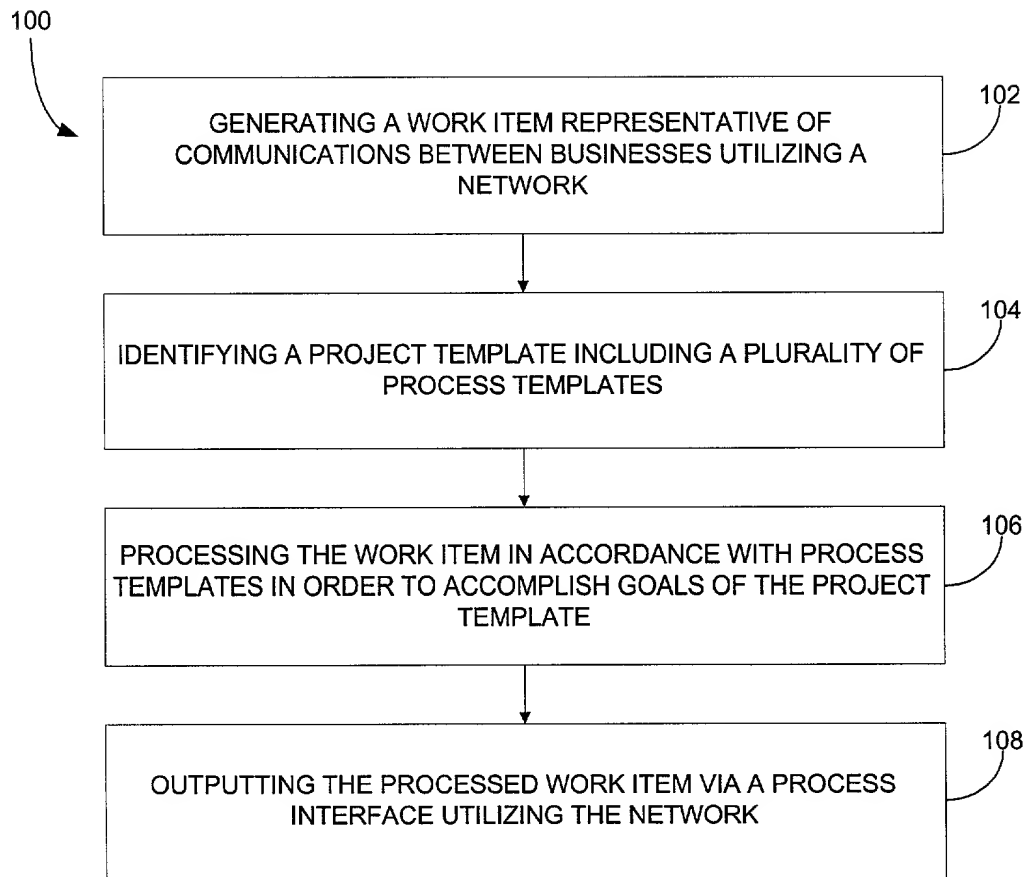 100
102
GENERATING A WORK ITEM REPRESENTATIVE OF
COMMUNICATIONS BETWEEN BUSINESSES UTILIZING A
NETWORK
104
IDENTIFYING A PROJECT TEMPLATE INCLUDING A PLURALITY OF
PROCESS TEMPLATES
106
PROCESSING THE WORK ITEM IN ACCORDANCE WITH PROCESS
TEMPLATES IN ORDER TO ACCOMPLISH GOALS OF THE PROJECT
TEMPLATE
108
OUTPUTTING THE PROCESSED WORK ITEM VIA A PROCESS
INTERFACE UTILIZING THE NETWORK